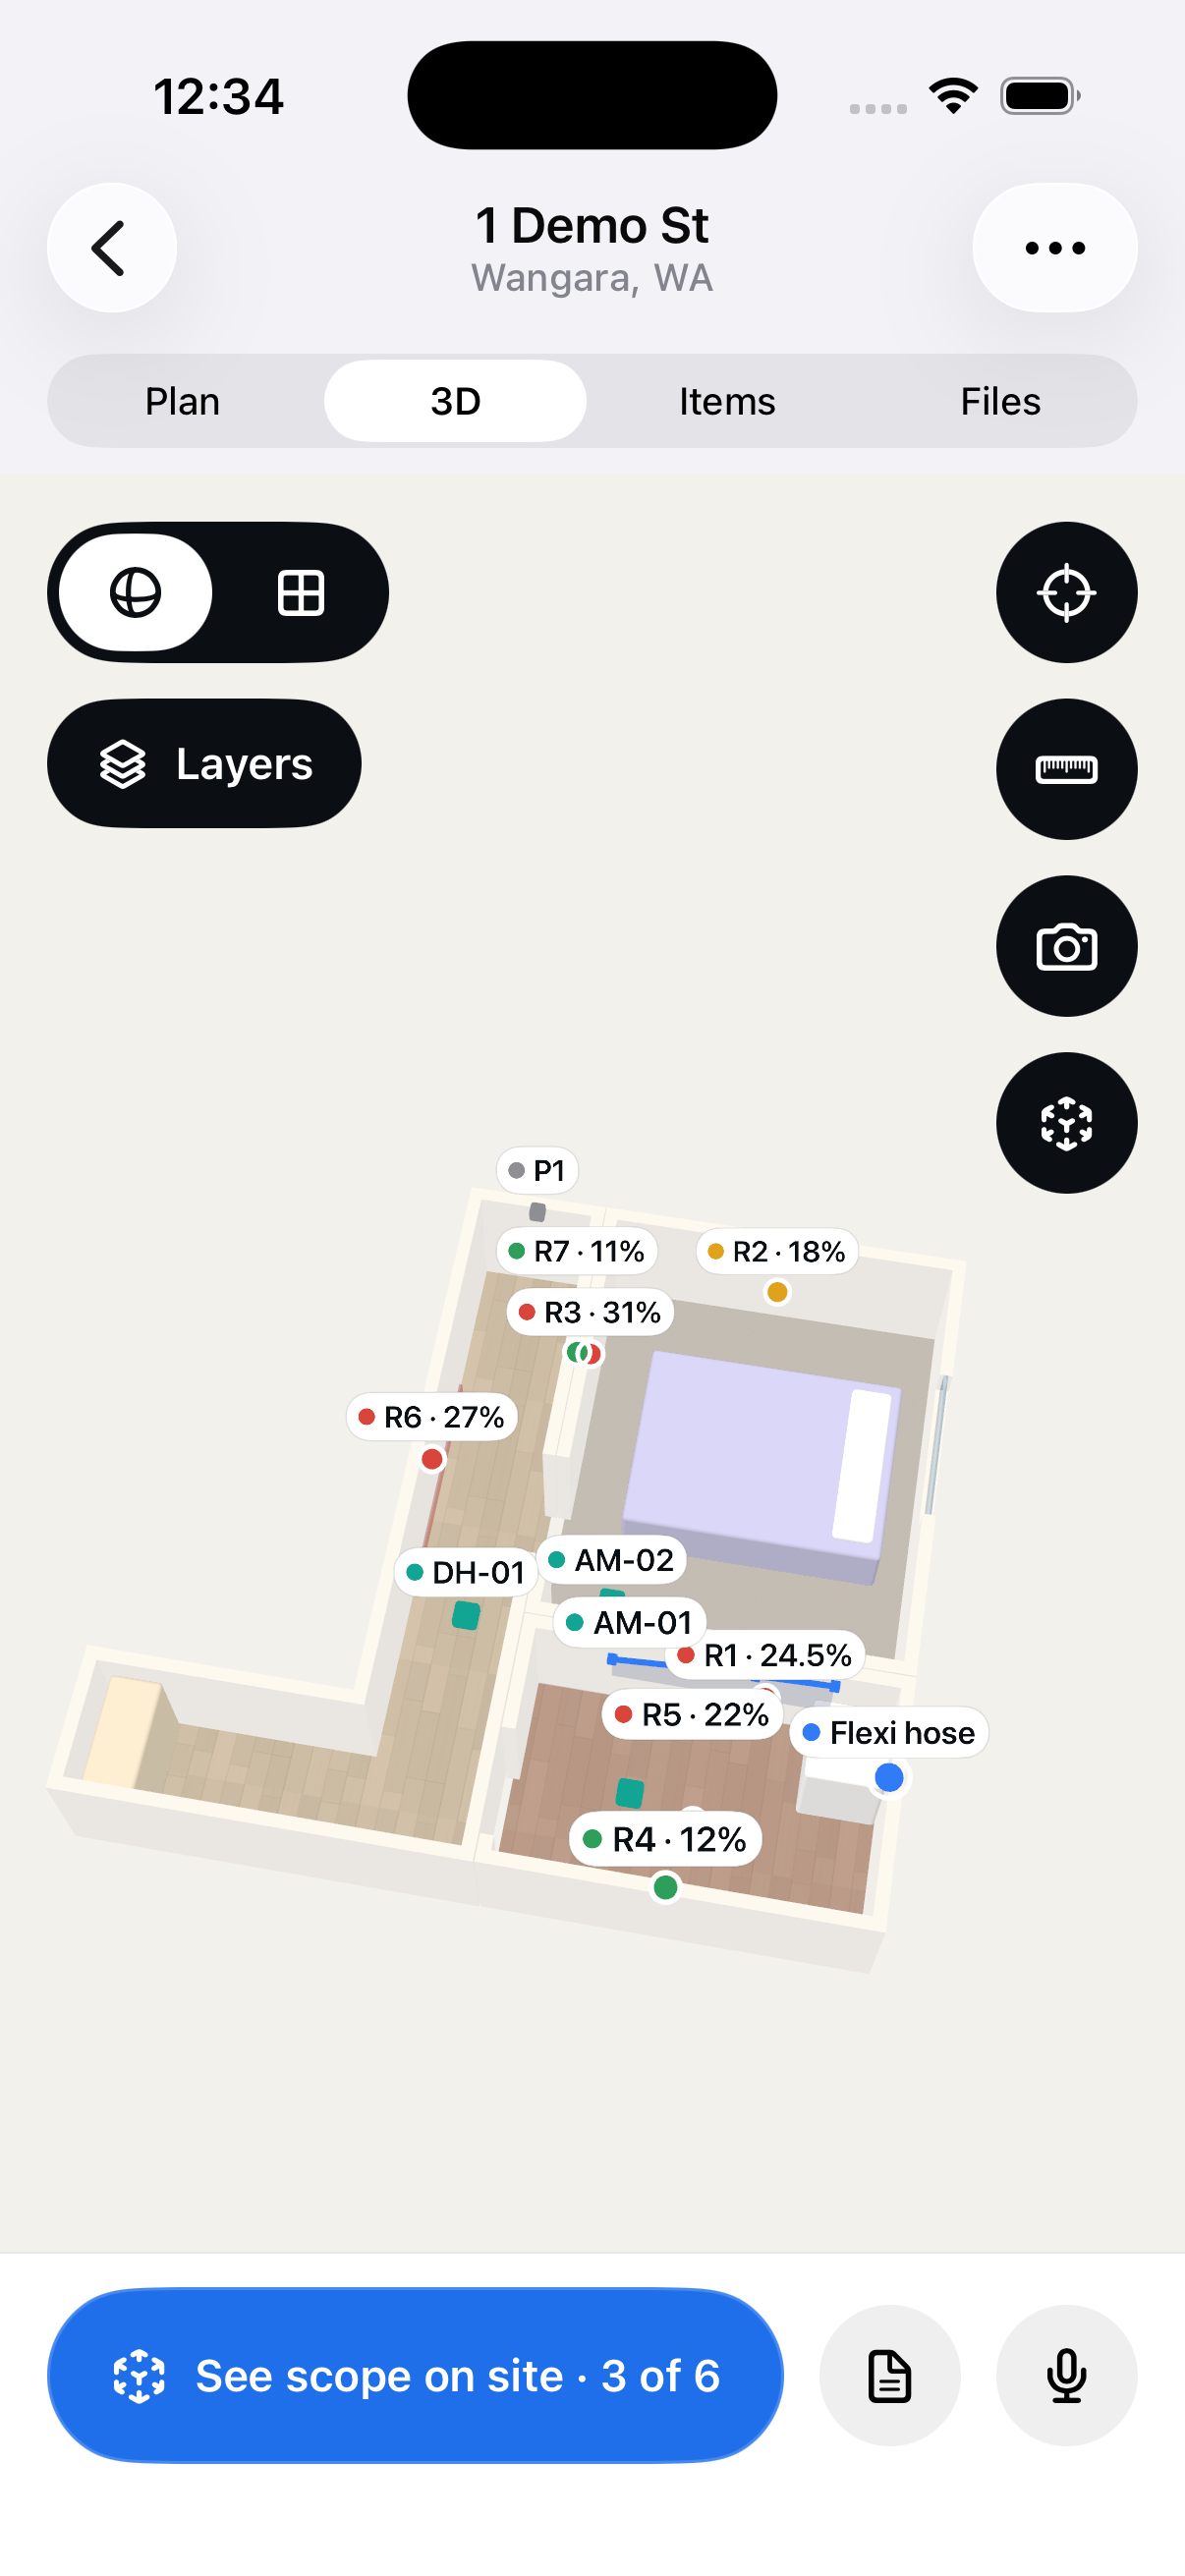 12:34
1 Demo St
Wangara, WA
Plan
3D
Items
Files
Layers
P1
R7 · 11%
R2 · 18%
R3 · 31%
R6 · 27%
AM-02
DH-01
AM-01
R1 · 24.5%
R5 · 22%
Flexi hose
R4 · 12%
See scope on site · 3 of 6